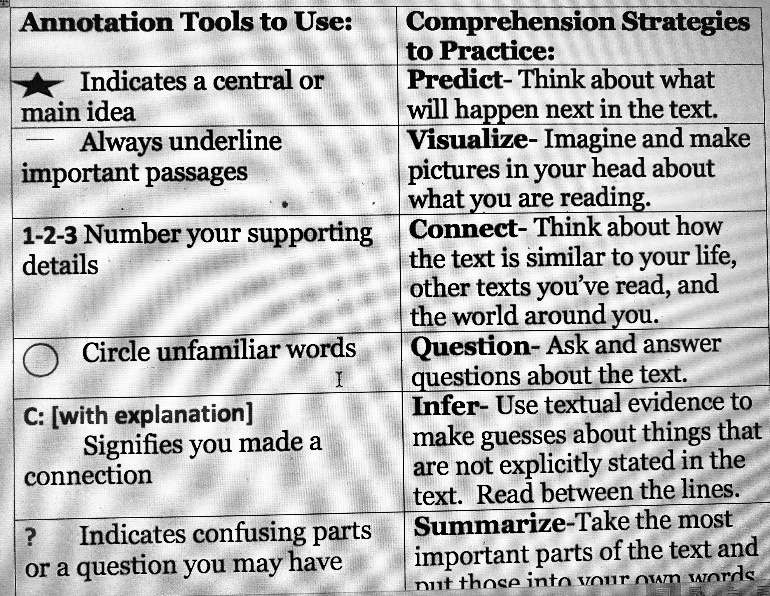 Annotation Tools to Use:
Comprehension Strategies
to Practice:
Indicates a central or
main idea
Predict- Think about what
will happen next in the text.
Always underline
important passages
Visualize- Imagine and make
pictures in your head about
what you are reading.
1-2-3 Number your supporting
details
Connect- Think about how
the text is similar to your life,
other texts you've read, and
the world around you.
Circle unfamiliar words
Question- Ask and answer
questions about the text.
C: [with explanation]
Signifies you made a
connection
Infer- Use textual evidence to
make guesses about things that
are not explicitly stated in the
text. Read between the lines.
? Indicates confusing parts
or a question you may have
Summarize-Take the most
important parts of the text and
put those into your own words